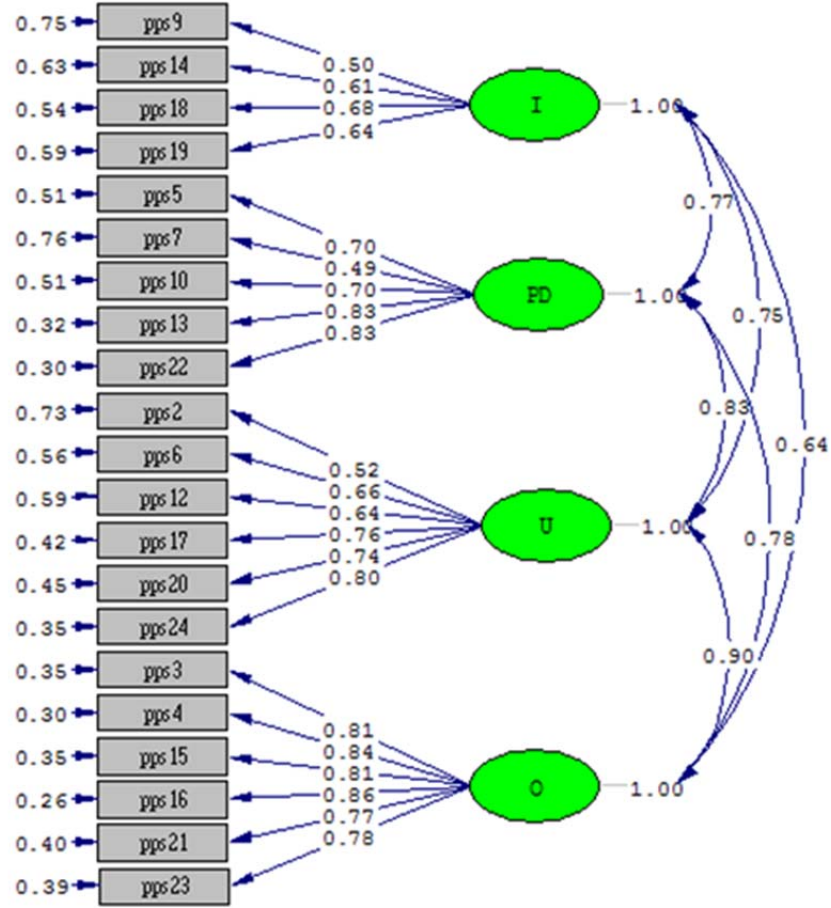 0.75 pps9
0.63 pps14
0.54 pps18
0.59 pps19
0.50
0.61
0.68
0.64
I 1.00
0.51 pps5
0.76 pps7
0.51 pps10
0.32 pps13
0.30 pps22
0.70
0.49
0.70
0.83
0.83
PD 1.00
0.73 pps2
0.56 pps6
0.59 pps12
0.42 pps17
0.45 pps20
0.35 pps24
0.52
0.66
0.64
0.76
0.74
0.80
U 1.00
0.35 pps3
0.30 pps4
0.35 pps15
0.26 pps16
0.40 pps21
0.39 pps23
0.81
0.84
0.81
0.86
0.77
0.78
O 1.00
0.77
0.75
0.83
0.64
0.78
0.90